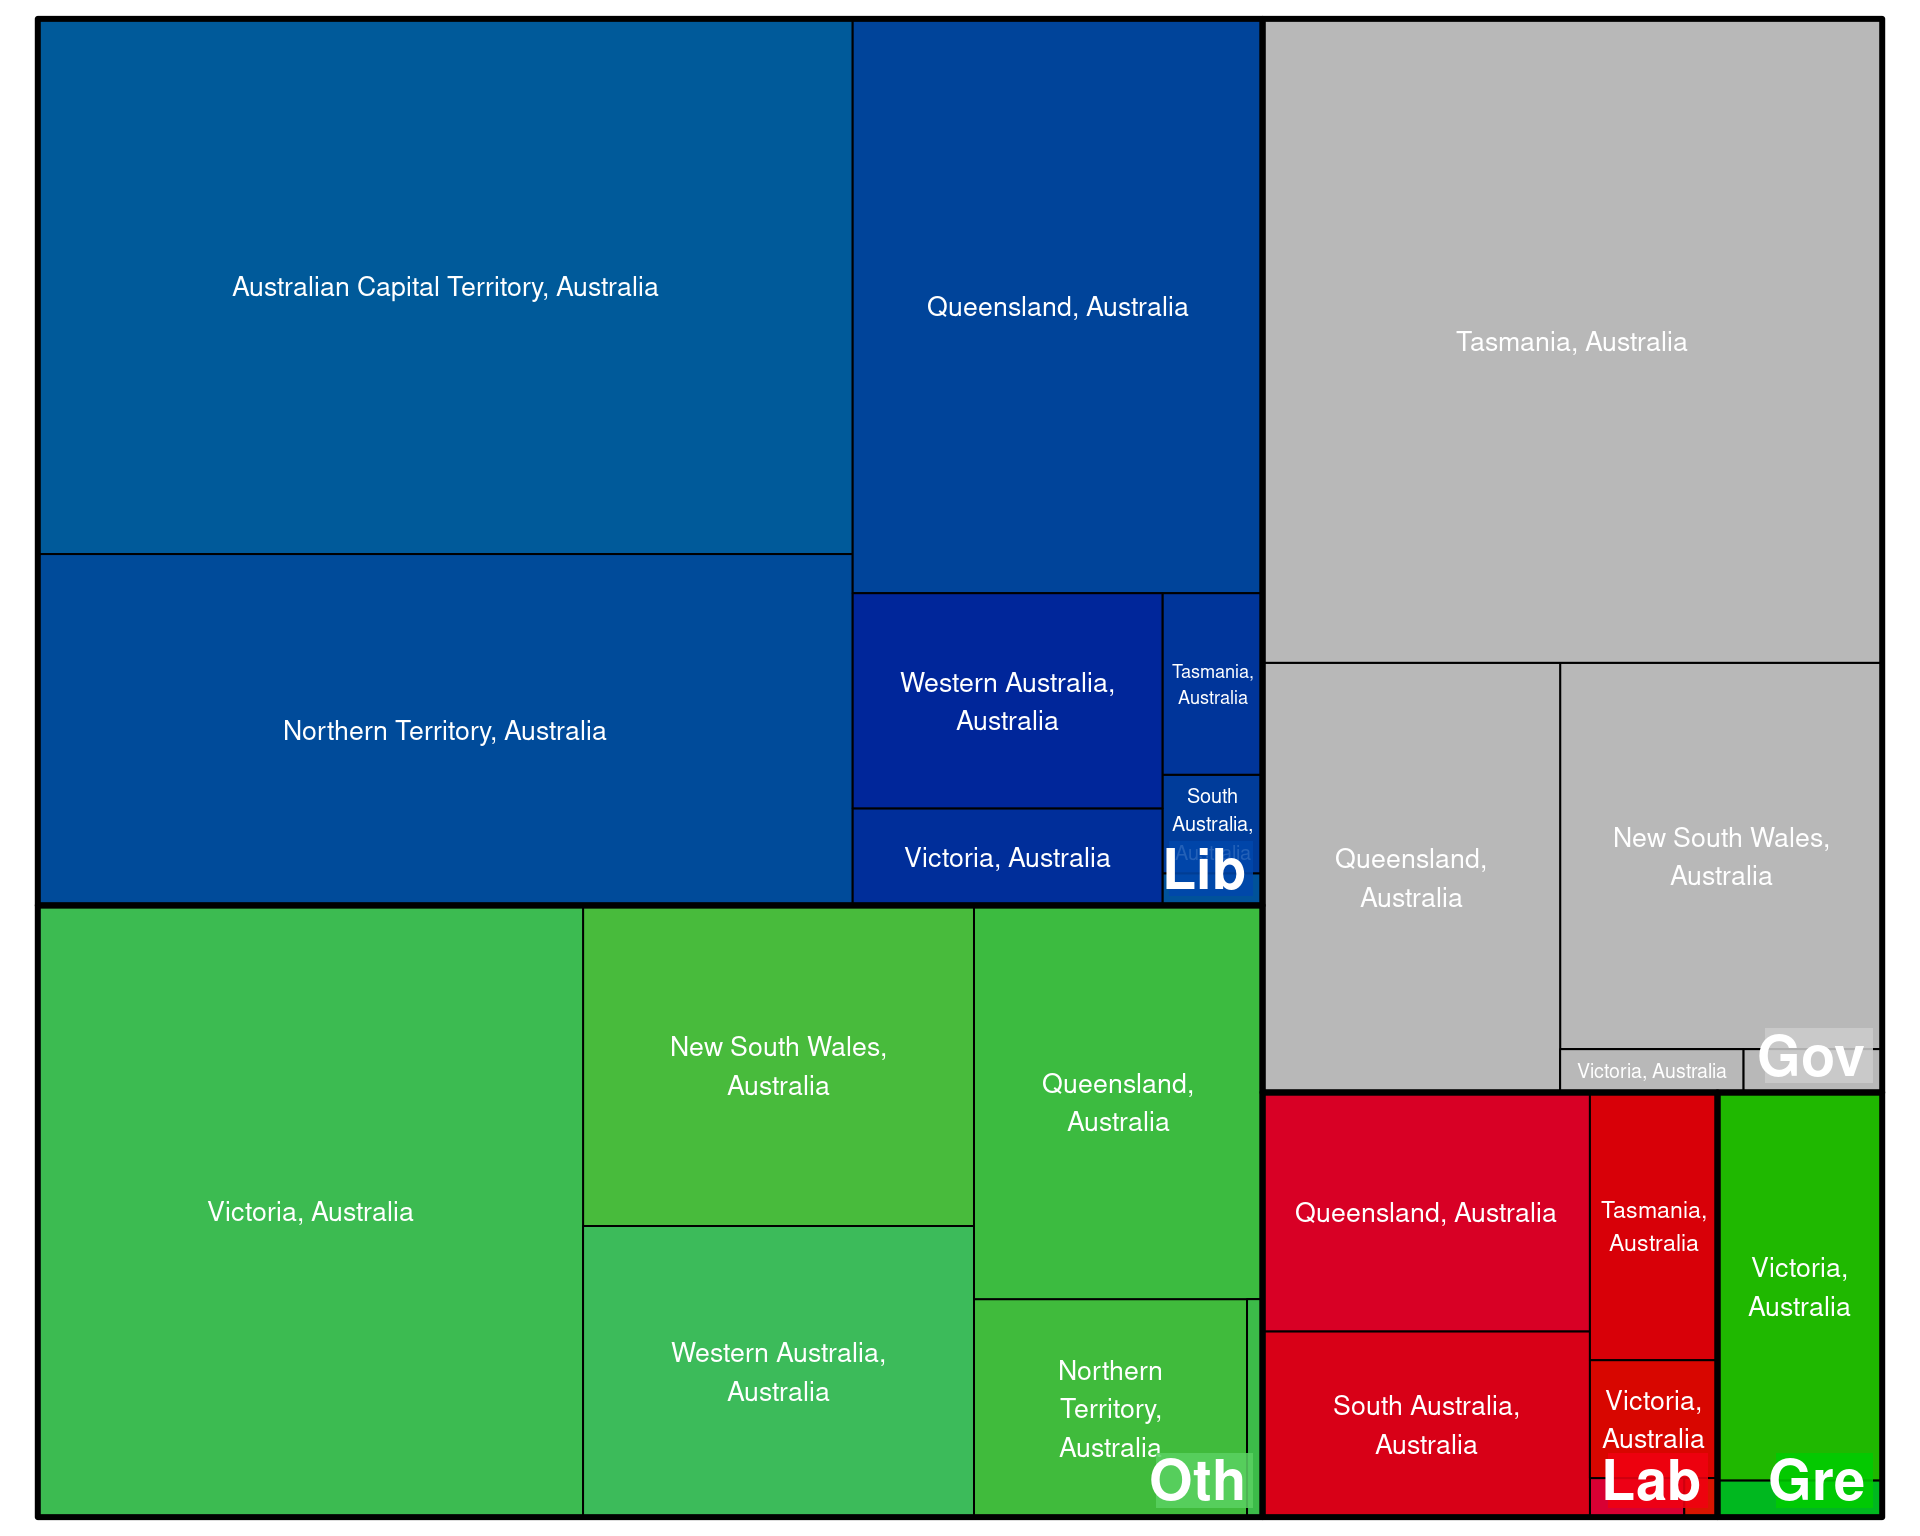 Australian Capital Territory, Australia
Queensland, Australia
Tasmania, Australia
Northern Territory, Australia
Western Australia,
Australia
Tasmania,
Australia
Victoria, Australia
South
Australia,
Australia
Lib
Queensland,
Australia
New South Wales,
Australia
Victoria, Australia
Gov
Victoria, Australia
New South Wales,
Australia
Queensland,
Australia
Western Australia,
Australia
Northern
Territory,
Australia
Oth
Queensland, Australia
Tasmania,
Australia
South Australia,
Australia
Victoria,
Australia
Lab
Victoria,
Australia
Gre